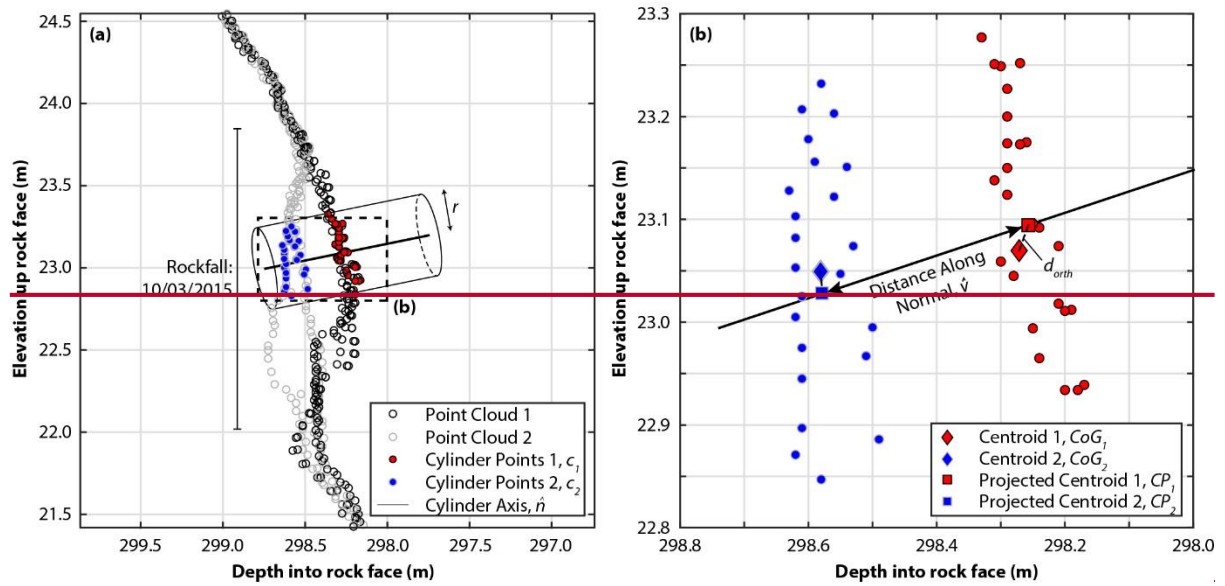 (a)
Elevation up rock face (m)
24.5
24.0
23.5
23.0
22.5
22.0
21.5
Rockfall:
10/03/2015
r
(b)
Point Cloud 1
Point Cloud 2
Cylinder Points 1, c₁
Cylinder Points 2, c₂
Cylinder Axis, n̂
299.5 299.0 298.5 298.0 297.5 297.0
Depth into rock face (m)
(b)
Elevation up rock face (m)
23.3
23.2
23.1
23.0
22.9
22.8
d_orth
Distance Along
Normal, v̂
Centroid 1, CoG₁
Centroid 2, CoG₂
Projected Centroid 1, CP₁
Projected Centroid 2, CP₂
298.8 298.6 298.4 298.2 298.0
Depth into rock face (m)